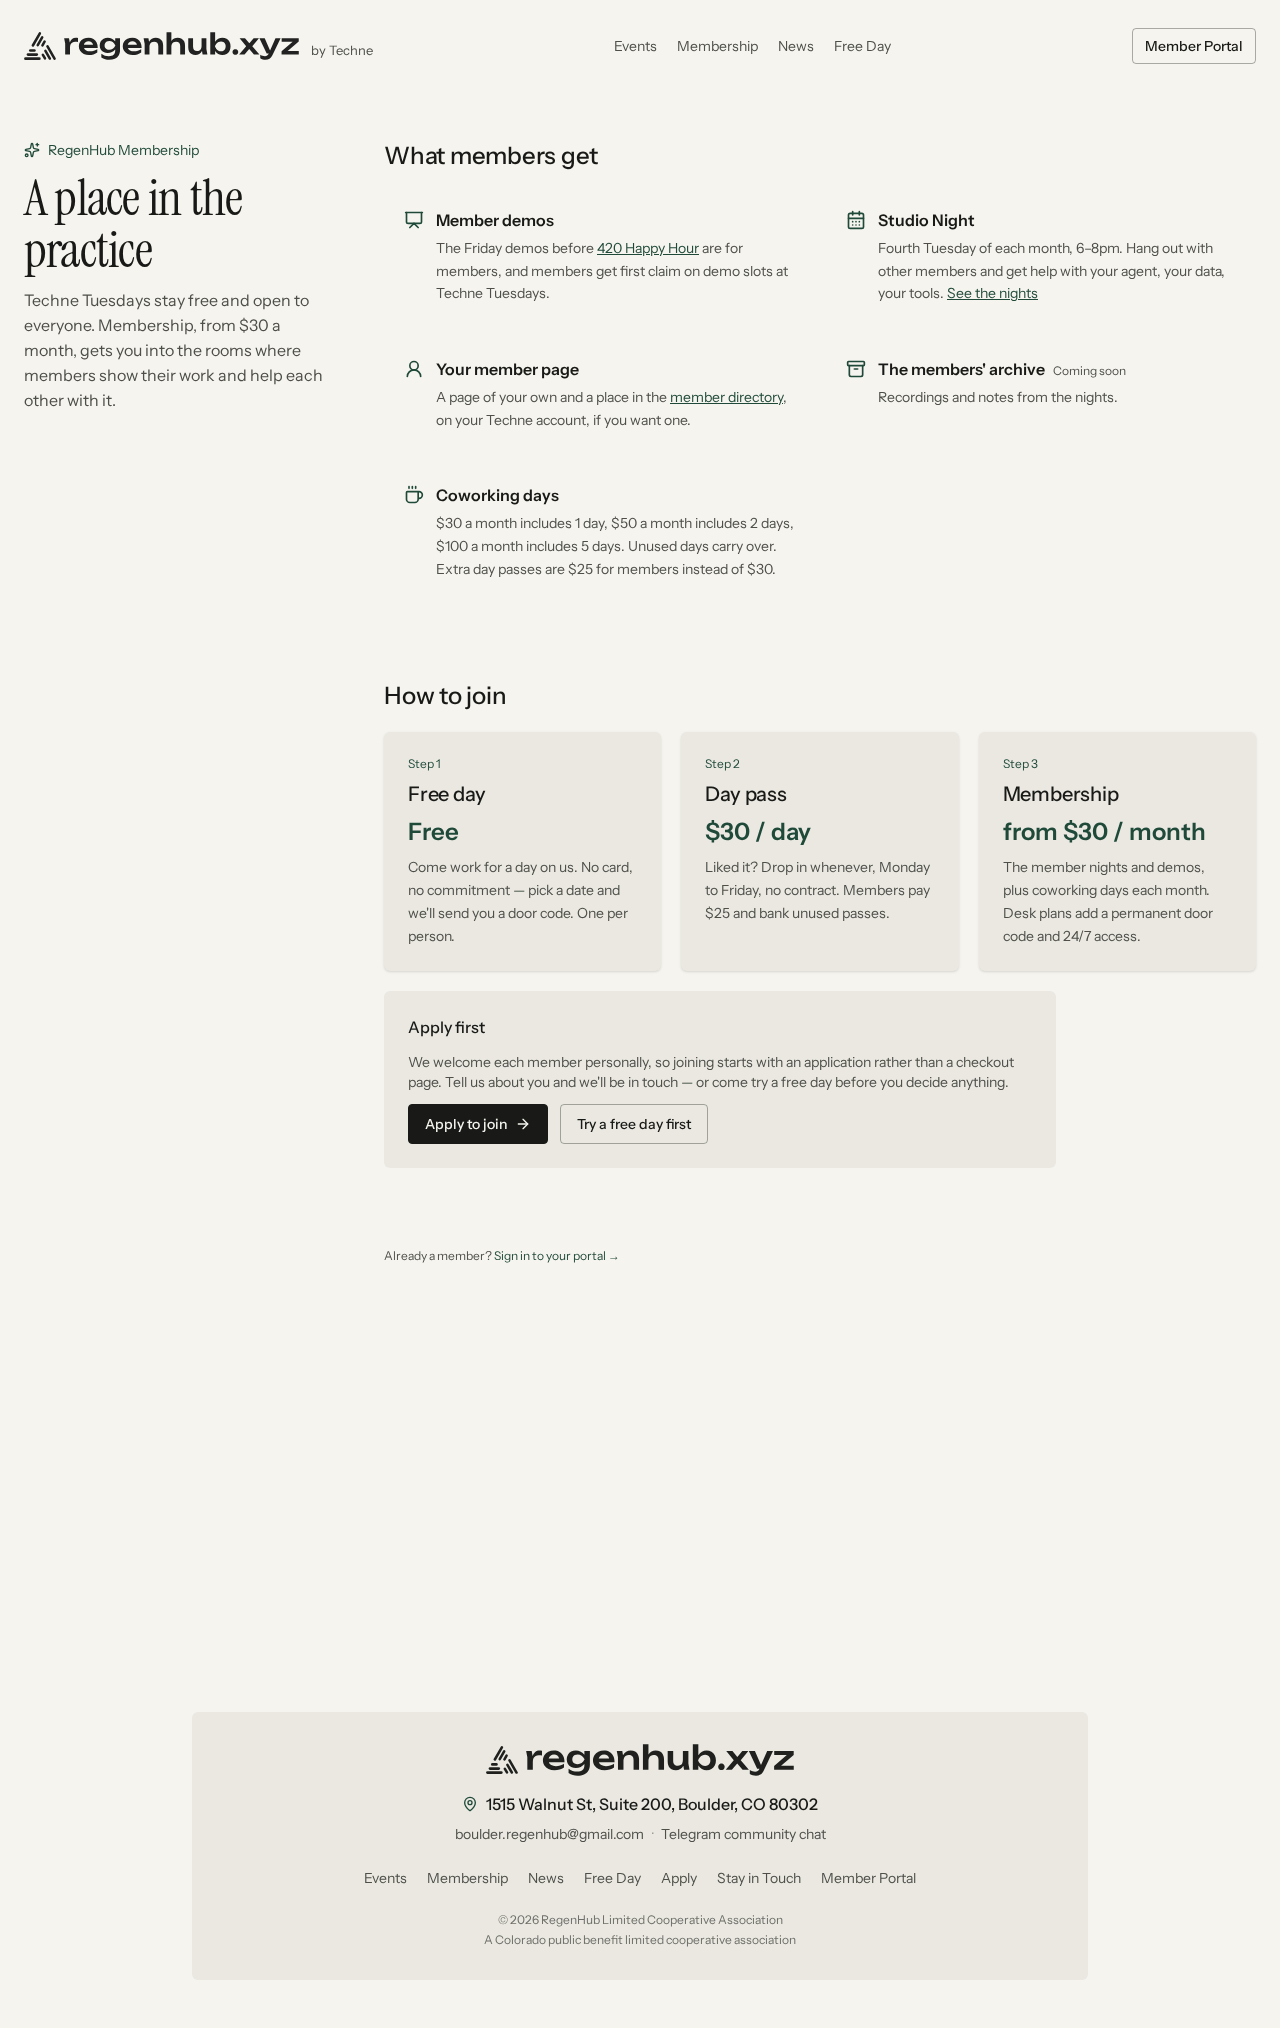 regenhub.xyz by Techne
Events Membership News Free Day
Member Portal
RegenHub Membership
A place in the
practice
Techne Tuesdays stay free and open to
everyone. Membership, from $30 a
month, gets you into the rooms where
members show their work and help each
other with it.
What members get
Member demos
The Friday demos before 420 Happy Hour are for
members, and members get first claim on demo slots at
Techne Tuesdays.
Studio Night
Fourth Tuesday of each month, 6–8pm. Hang out with
other members and get help with your agent, your data,
your tools. See the nights
Your member page
A page of your own and a place in the member directory,
on your Techne account, if you want one.
The members' archive Coming soon
Recordings and notes from the nights.
Coworking days
$30 a month includes 1 day, $50 a month includes 2 days,
$100 a month includes 5 days. Unused days carry over.
Extra day passes are $25 for members instead of $30.
How to join
Step 1
Free day
Free
Come work for a day on us. No card,
no commitment — pick a date and
we'll send you a door code. One per
person.
Step 2
Day pass
$30 / day
Liked it? Drop in whenever, Monday
to Friday, no contract. Members pay
$25 and bank unused passes.
Step 3
Membership
from $30 / month
The member nights and demos,
plus coworking days each month.
Desk plans add a permanent door
code and 24/7 access.
Apply first
We welcome each member personally, so joining starts with an application rather than a checkout
page. Tell us about you and we'll be in touch — or come try a free day before you decide anything.
Apply to join →
Try a free day first
Already a member? Sign in to your portal →
regenhub.xyz
1515 Walnut St, Suite 200, Boulder, CO 80302
boulder.regenhub@gmail.com · Telegram community chat
Events Membership News Free Day Apply Stay in Touch Member Portal
© 2026 RegenHub Limited Cooperative Association
A Colorado public benefit limited cooperative association